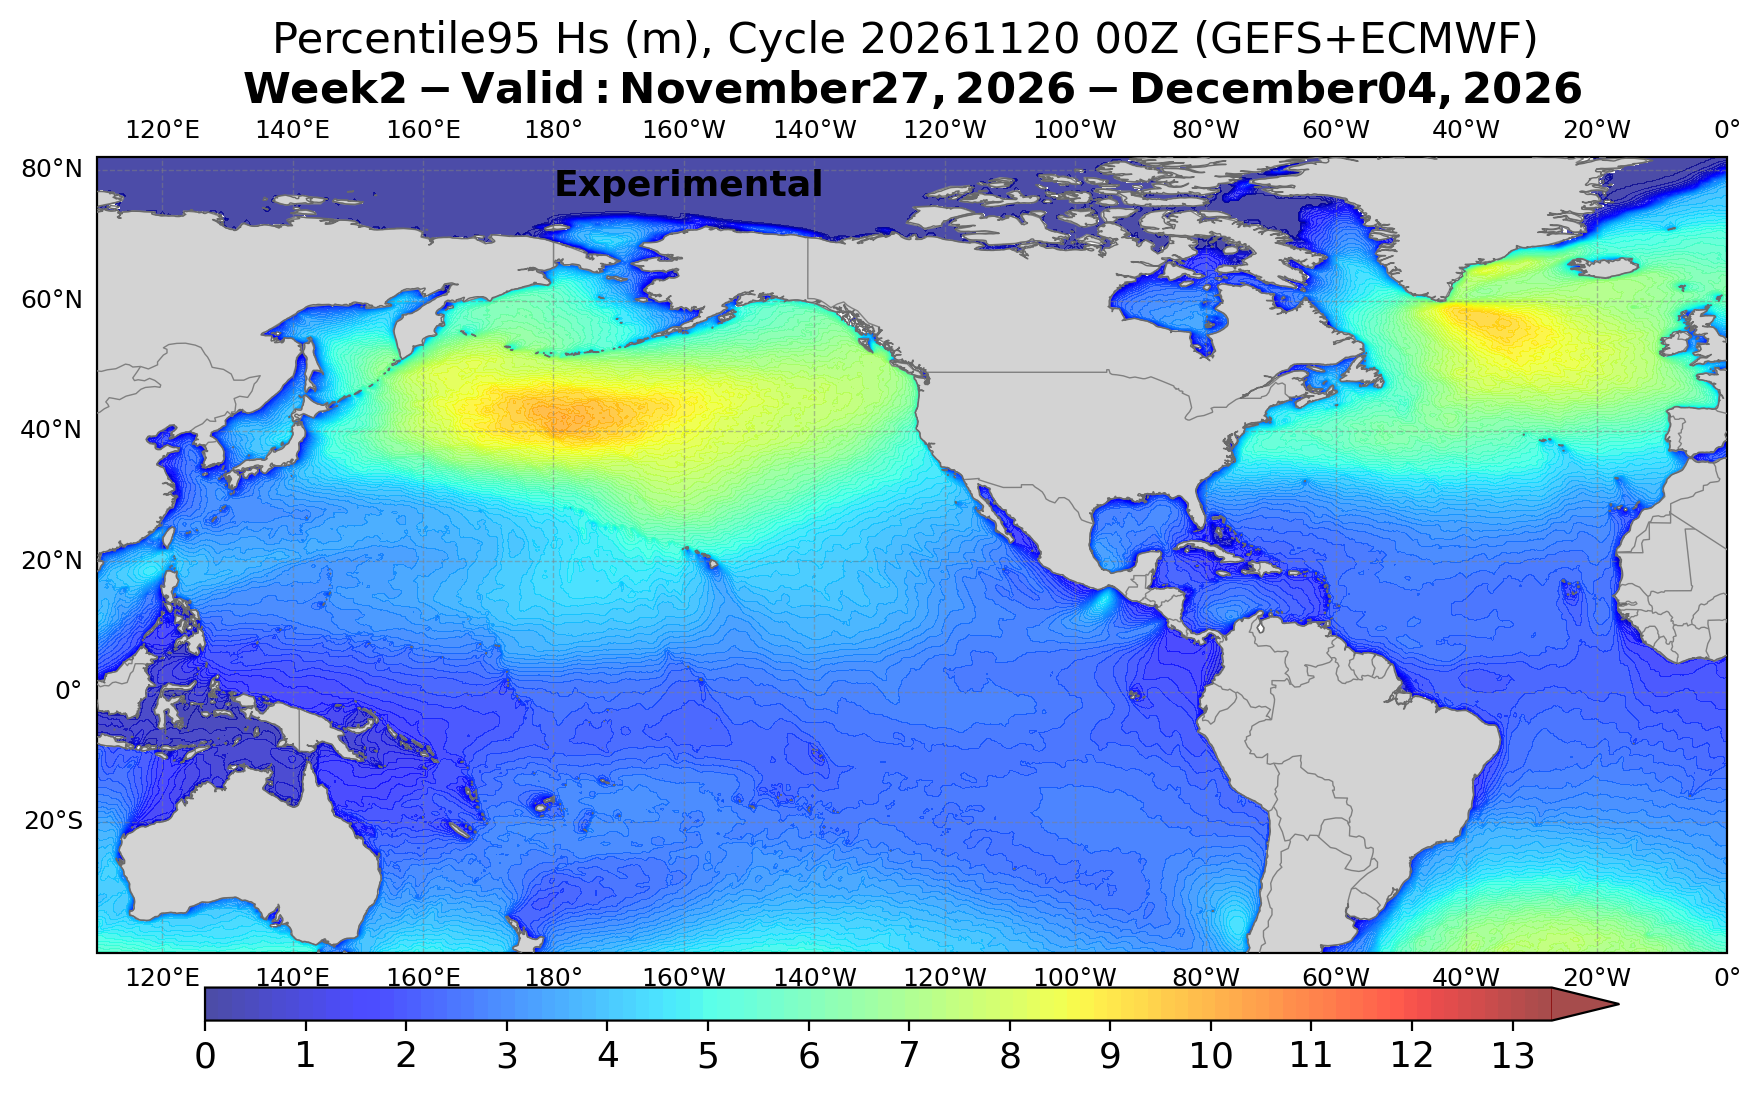 Percentile95 Hs (m), Cycle 20261120 00Z (GEFS+ECMWF)
Week2 − Valid : November27, 2026 − December04, 2026
120°E 140°E 160°E 180° 160°W 140°W 120°W 100°W 80°W 60°W 40°W 20°W 0°
80°N
Experimental
60°N
40°N
20°N
0°
20°S
120°E 140°E 160°E 180° 160°W 140°W 120°W 100°W 80°W 60°W 40°W 20°W 0°
0 1 2 3 4 5 6 7 8 9 10 11 12 13